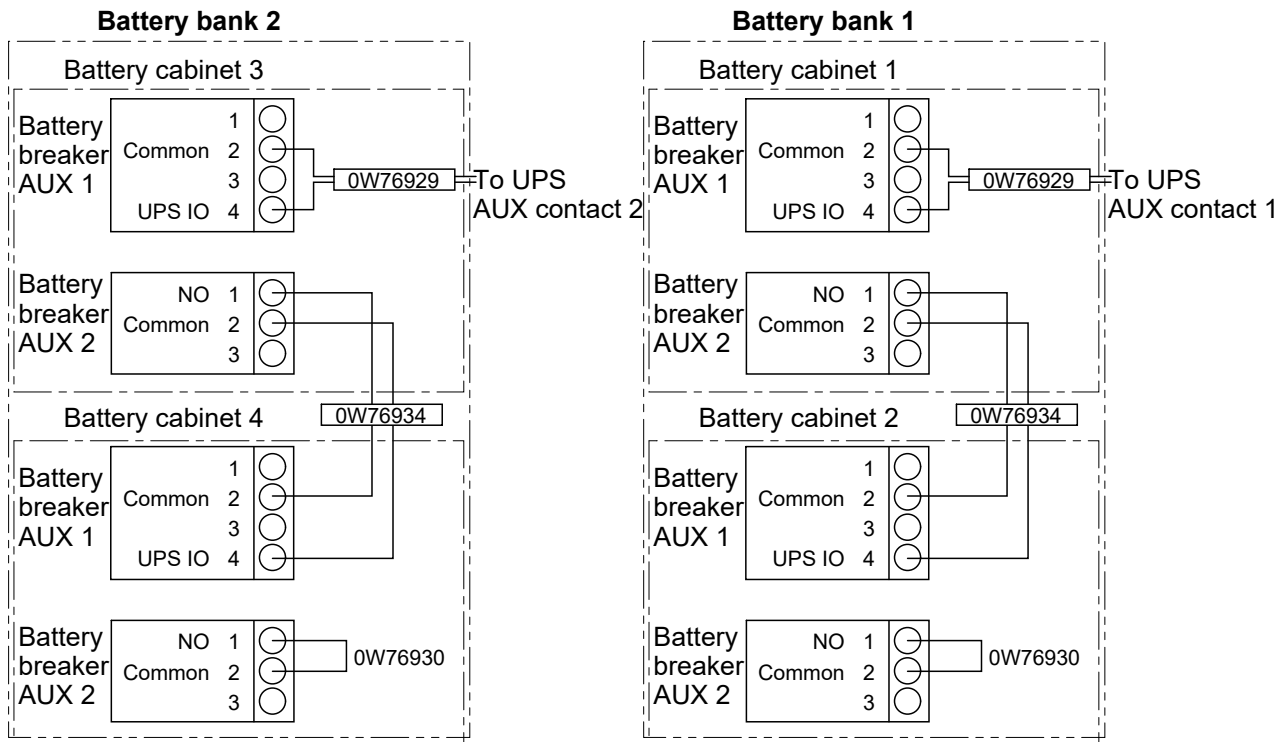 Battery bank 2
Battery cabinet 3
Battery
breaker
AUX 1
1
Common 2
3
UPS IO 4
0W76929
To UPS
AUX contact 2
Battery
breaker
AUX 2
NO 1
Common 2
3
0W76934
Battery cabinet 4
Battery
breaker
AUX 1
1
Common 2
3
UPS IO 4
Battery
breaker
AUX 2
NO 1
Common 2
3
0W76930
Battery bank 1
Battery cabinet 1
Battery
breaker
AUX 1
1
Common 2
3
UPS IO 4
0W76929
To UPS
AUX contact 1
Battery
breaker
AUX 2
NO 1
Common 2
3
0W76934
Battery cabinet 2
Battery
breaker
AUX 1
1
Common 2
3
UPS IO 4
Battery
breaker
AUX 2
NO 1
Common 2
3
0W76930